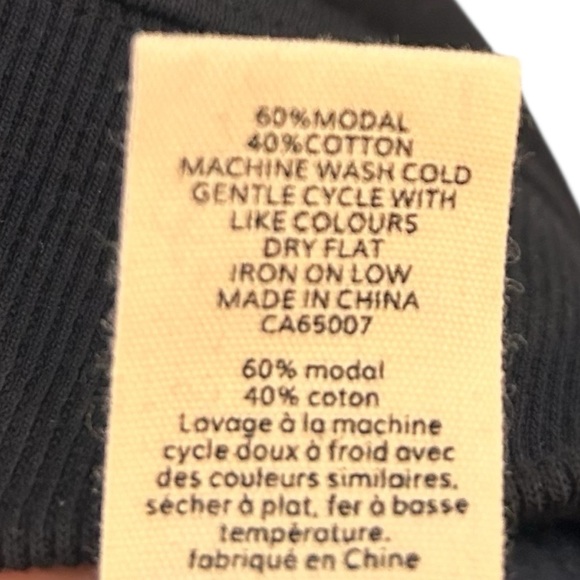 60%MODAL
40%COTTON
MACHINE WASH COLD
GENTLE CYCLE WITH
LIKE COLOURS
DRY FLAT
IRON ON LOW
MADE IN CHINA
CA65007
60% modal
40% coton
Lavage à la machine
cycle doux à froid avec
des couleurs similaires,
sécher à plat, fer à basse
température.
fabriqué en Chine